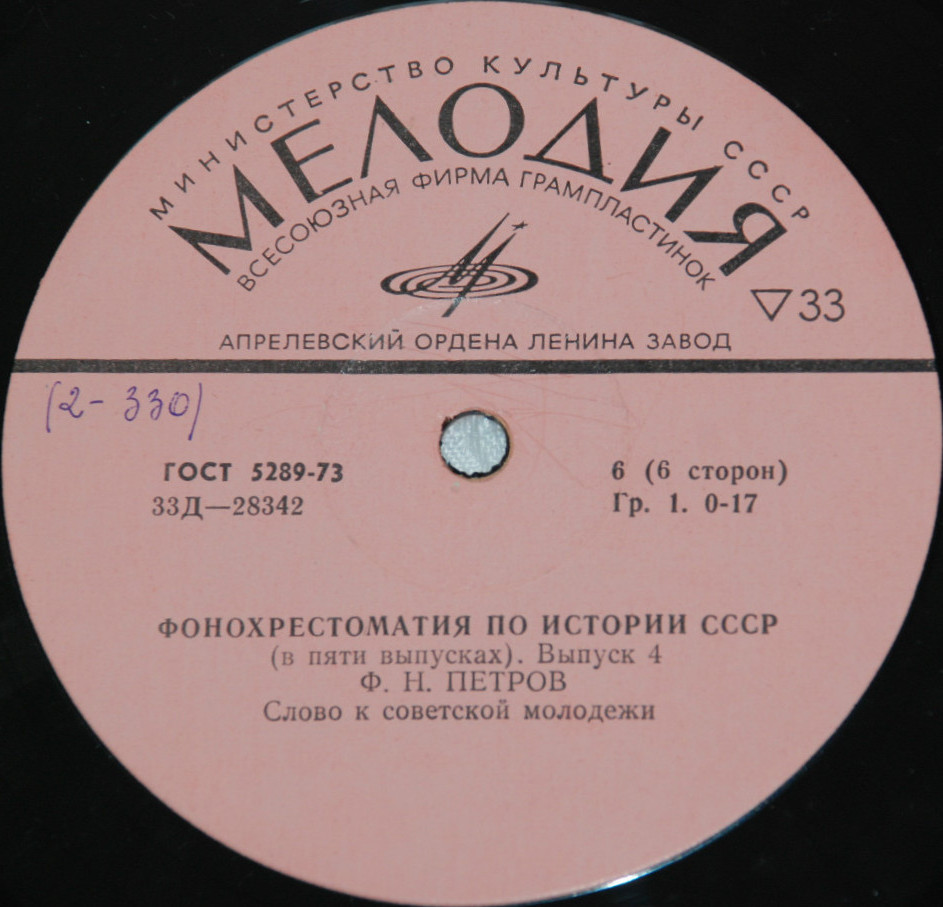 МИНИСТЕРСТВО КУЛЬТУРЫ СССР
МЕЛОДИЯ
ВСЕСОЮЗНАЯ ФИРМА ГРАМПЛАСТИНОК
33
АПРЕЛЕВСКИЙ ОРДЕНА ЛЕНИНА ЗАВОД
(2-330)
ГОСТ 5289-73
6 (6 сторон)
33Д—28342
Гр. 1. 0-17
ФОНОХРЕСТОМАТИЯ ПО ИСТОРИИ СССР
(в пяти выпусках). Выпуск 4
Ф. Н. ПЕТРОВ
Слово к советской молодежи